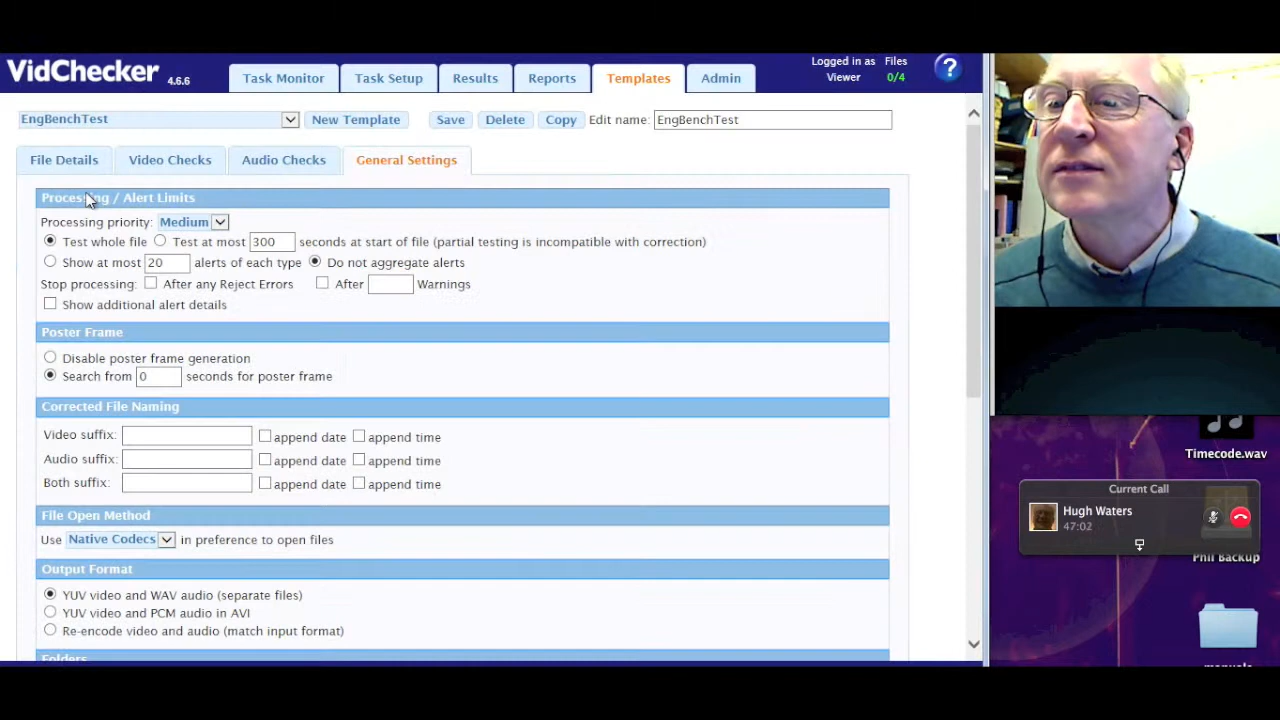 VidChecker 4.6.6
Task Monitor Task Setup Results Reports Templates Admin
Logged in as Viewer
Files 0/4
?
EngBenchTest New Template Save Delete Copy Edit name: EngBenchTest
File Details Video Checks Audio Checks General Settings
Processing / Alert Limits
Processing priority: Medium
Test whole file Test at most 300 seconds at start of file (partial testing is incompatible with correction)
Show at most 20 alerts of each type Do not aggregate alerts
Stop processing: After any Reject Errors After Warnings
Show additional alert details
Poster Frame
Disable poster frame generation
Search from 0 seconds for poster frame
Corrected File Naming
Video suffix: append date append time
Audio suffix: append date append time
Both suffix: append date append time
File Open Method
Use Native Codecs in preference to open files
Output Format
YUV video and WAV audio (separate files)
YUV video and PCM audio in AVI
Re-encode video and audio (match input format)
Folders
Timecode.wav
Current Call
Hugh Waters
47:02
Phil Backup